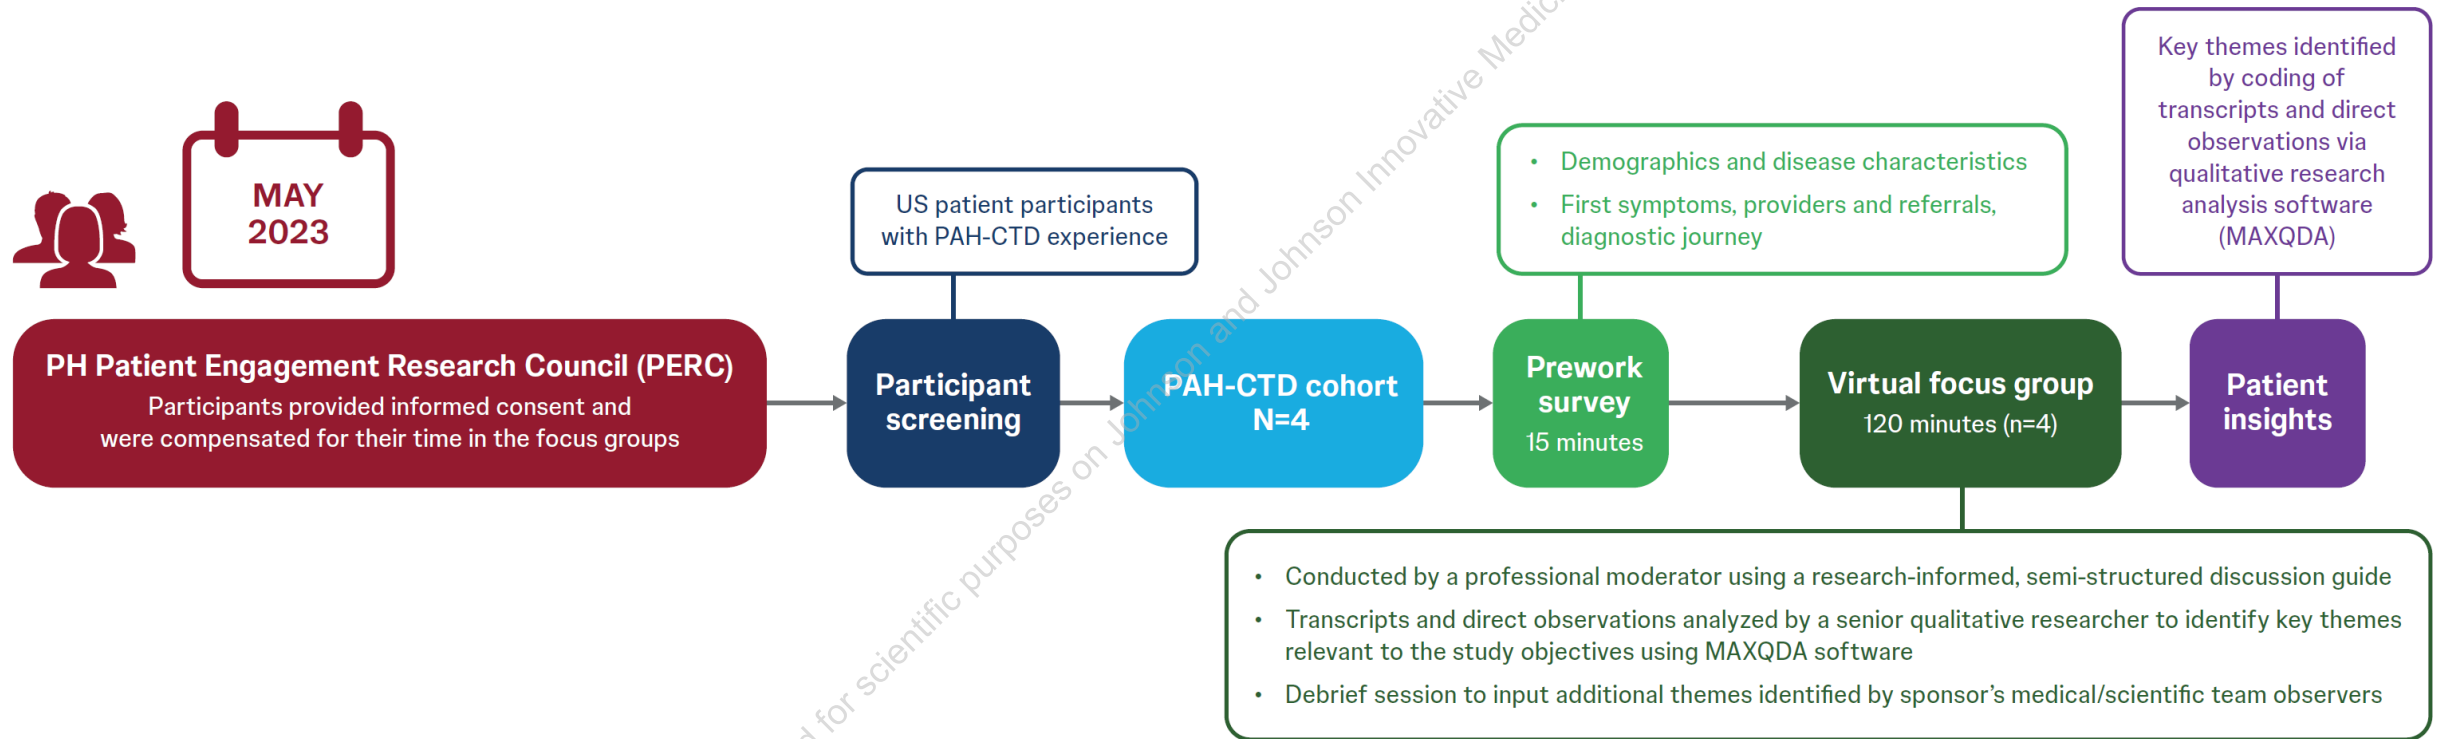 MAY
2023
PH Patient Engagement Research Council (PERC)
Participants provided informed consent and
were compensated for their time in the focus groups
US patient participants
with PAH-CTD experience
Participant
screening
PAH-CTD cohort
N=4
• Demographics and disease characteristics
• First symptoms, providers and referrals,
diagnostic journey
Prework
survey
15 minutes
Virtual focus group
120 minutes (n=4)
• Conducted by a professional moderator using a research-informed, semi-structured discussion guide
• Transcripts and direct observations analyzed by a senior qualitative researcher to identify key themes
relevant to the study objectives using MAXQDA software
• Debrief session to input additional themes identified by sponsor’s medical/scientific team observers
Key themes identified
by coding of
transcripts and direct
observations via
qualitative research
analysis software
(MAXQDA)
Patient
insights
for scientific purposes on Johnson and Johnson Innovative